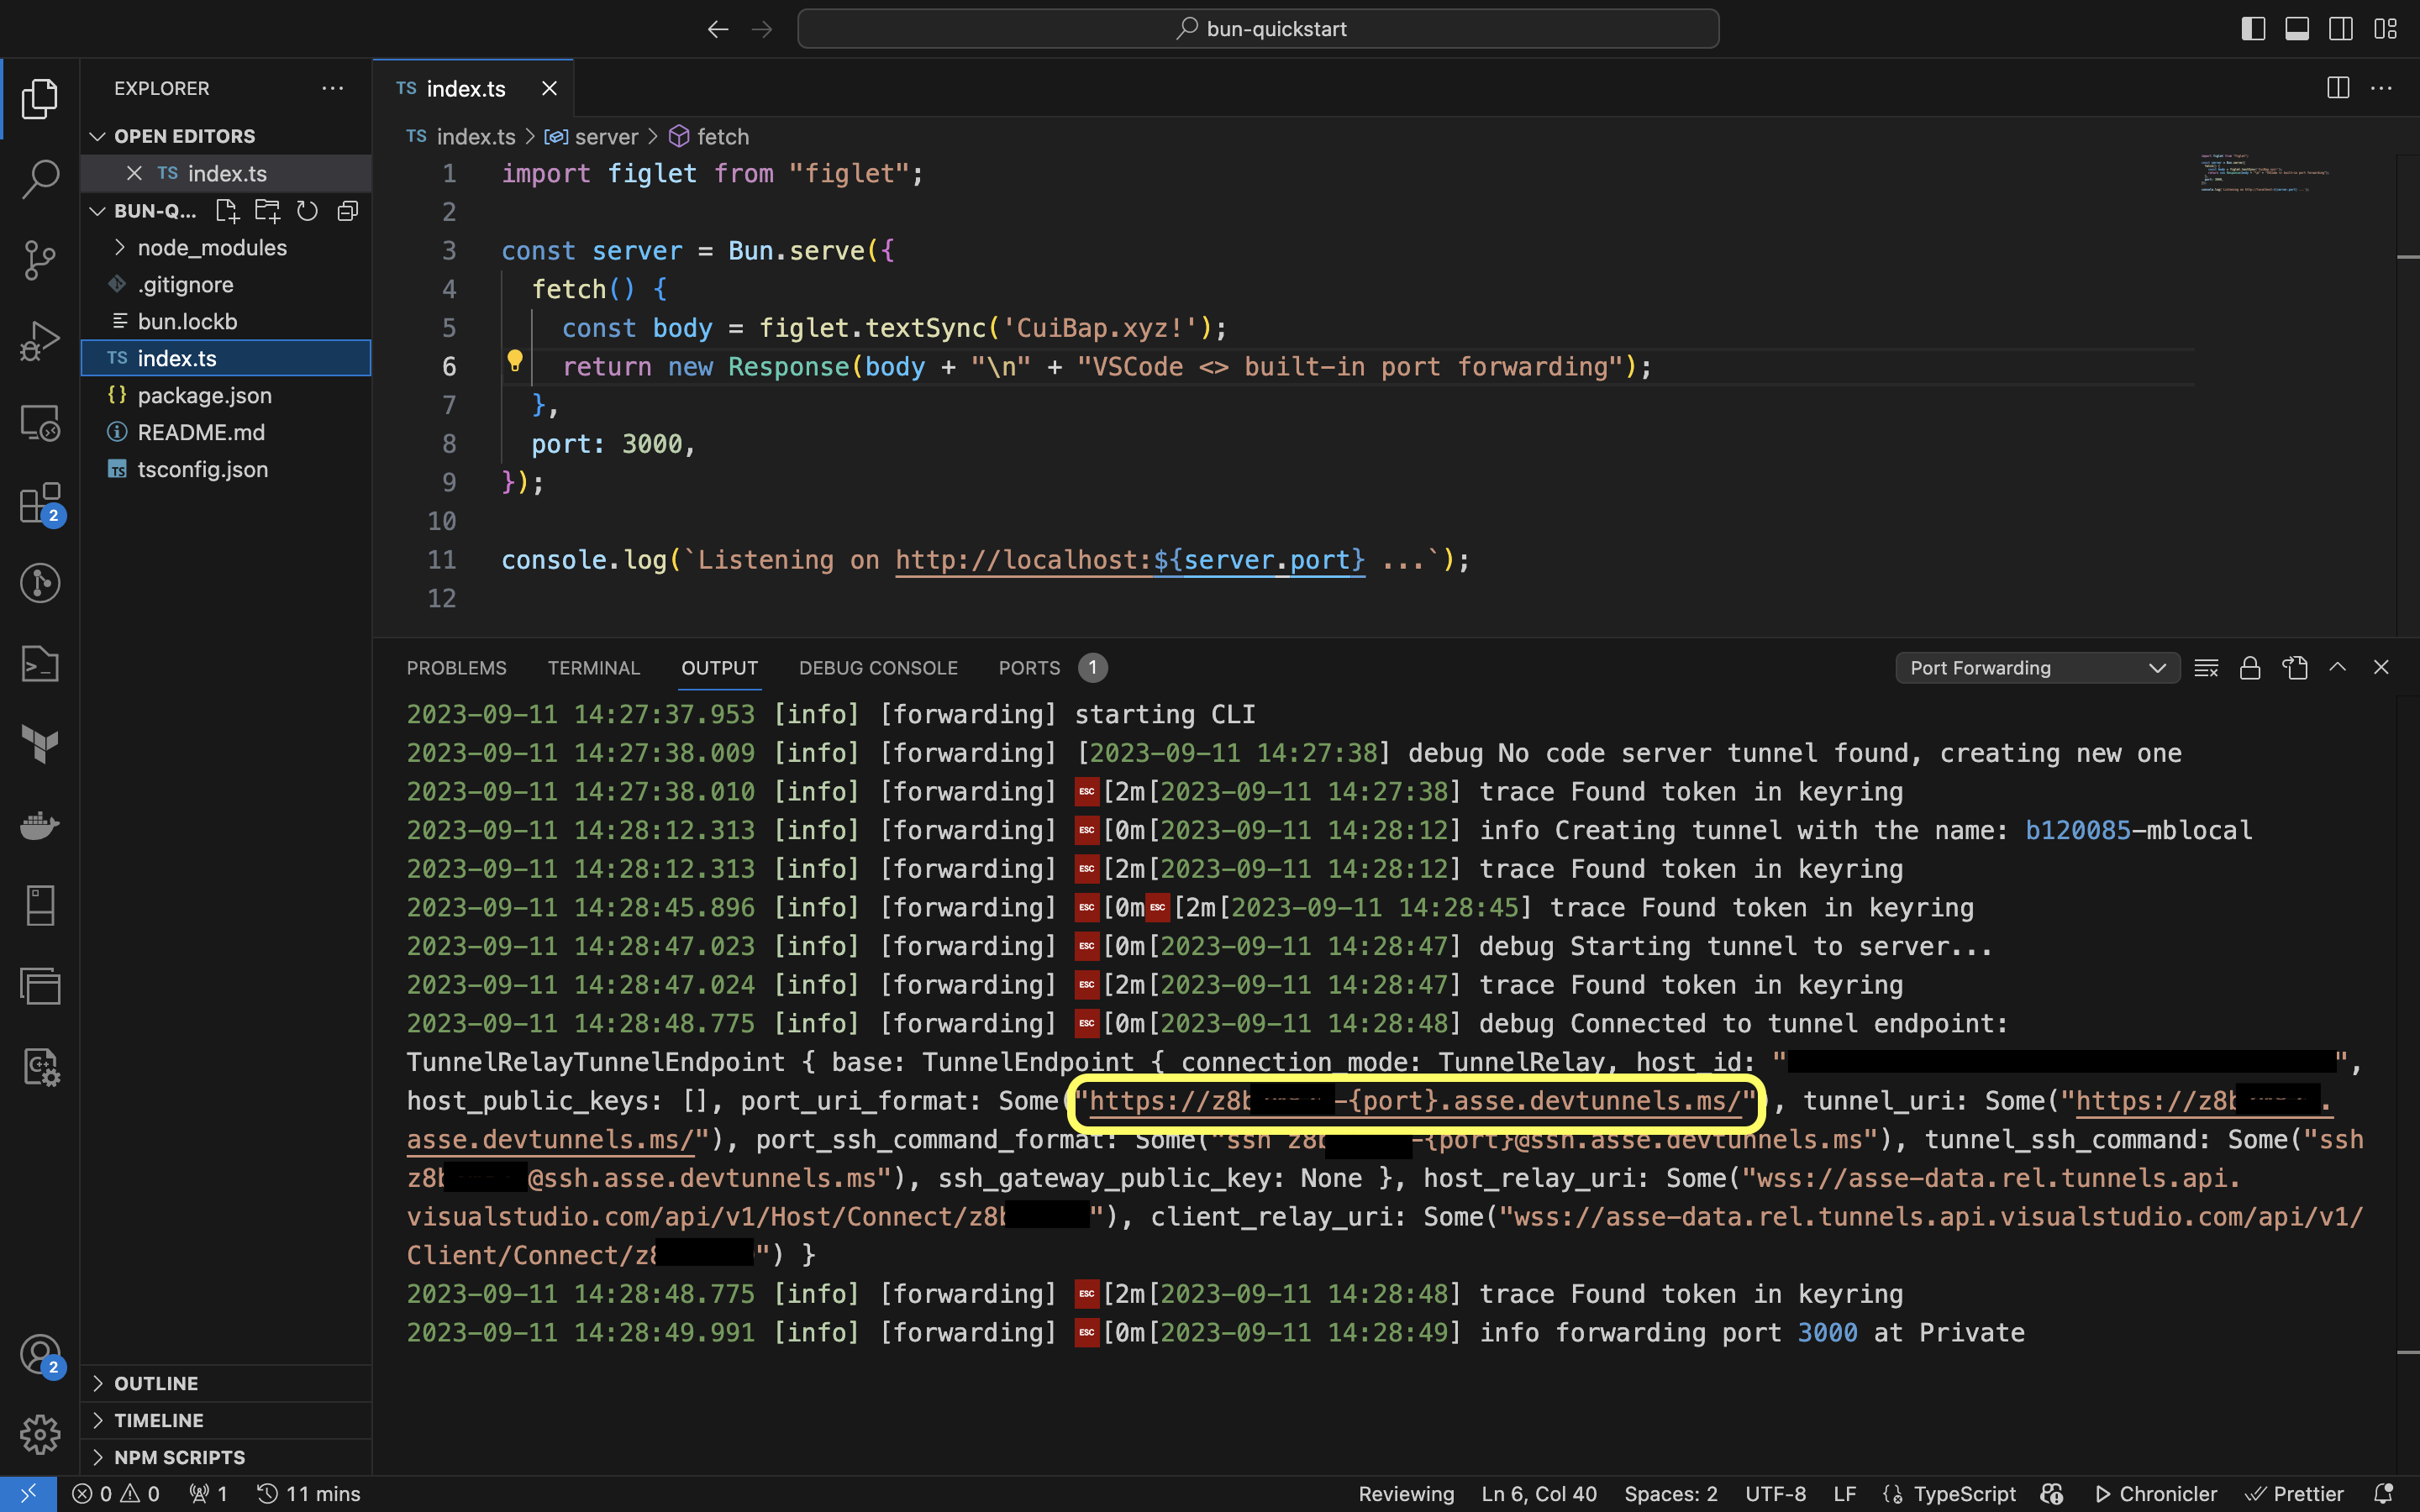 bun-quickstart
EXPLORER
OPEN EDITORS
TS index.ts
BUN-Q...
node_modules
.gitignore
bun.lockb
TS index.ts
{} package.json
README.md
TS tsconfig.json
OUTLINE
TIMELINE
NPM SCRIPTS
2
2
TS index.ts
TS index.ts > server > fetch
1 import figlet from "figlet";
2
3 const server = Bun.serve({
4 fetch() {
5 const body = figlet.textSync('CuiBap.xyz!');
6 return new Response(body + "\n" + "VSCode <> built-in port forwarding");
7 },
8 port: 3000,
9 });
10
11 console.log(`Listening on http://localhost:${server.port} ...`);
12
PROBLEMS TERMINAL OUTPUT DEBUG CONSOLE PORTS 1 Port Forwarding
2023-09-11 14:27:37.953 [info] [forwarding] starting CLI
2023-09-11 14:27:38.009 [info] [forwarding] [2023-09-11 14:27:38] debug No code server tunnel found, creating new one
2023-09-11 14:27:38.010 [info] [forwarding] ESC[2m[2023-09-11 14:27:38] trace Found token in keyring
2023-09-11 14:28:12.313 [info] [forwarding] ESC[0m[2023-09-11 14:28:12] info Creating tunnel with the name: b120085-mblocal
2023-09-11 14:28:12.313 [info] [forwarding] ESC[2m[2023-09-11 14:28:12] trace Found token in keyring
2023-09-11 14:28:45.896 [info] [forwarding] ESC[0mESC[2m[2023-09-11 14:28:45] trace Found token in keyring
2023-09-11 14:28:47.023 [info] [forwarding] ESC[0m[2023-09-11 14:28:47] debug Starting tunnel to server...
2023-09-11 14:28:47.024 [info] [forwarding] ESC[2m[2023-09-11 14:28:47] trace Found token in keyring
2023-09-11 14:28:48.775 [info] [forwarding] ESC[0m[2023-09-11 14:28:48] debug Connected to tunnel endpoint:
TunnelRelayTunnelEndpoint { base: TunnelEndpoint { connection_mode: TunnelRelay, host_id: "",
host_public_keys: [], port_uri_format: Some("https://z8b-{port}.asse.devtunnels.ms/"), tunnel_uri: Some("https://z8b.
asse.devtunnels.ms/"), port_ssh_command_format: Some("ssh z8b-{port}@ssh.asse.devtunnels.ms"), tunnel_ssh_command: Some("ssh
z8b@ssh.asse.devtunnels.ms"), ssh_gateway_public_key: None }, host_relay_uri: Some("wss://asse-data.rel.tunnels.api.
visualstudio.com/api/v1/Host/Connect/z8b"), client_relay_uri: Some("wss://asse-data.rel.tunnels.api.visualstudio.com/api/v1/
Client/Connect/z8") }
2023-09-11 14:28:48.775 [info] [forwarding] ESC[2m[2023-09-11 14:28:48] trace Found token in keyring
2023-09-11 14:28:49.991 [info] [forwarding] ESC[0m[2023-09-11 14:28:49] info forwarding port 3000 at Private
0 0 1 11 mins Reviewing Ln 6, Col 40 Spaces: 2 UTF-8 LF TypeScript Chronicler Prettier